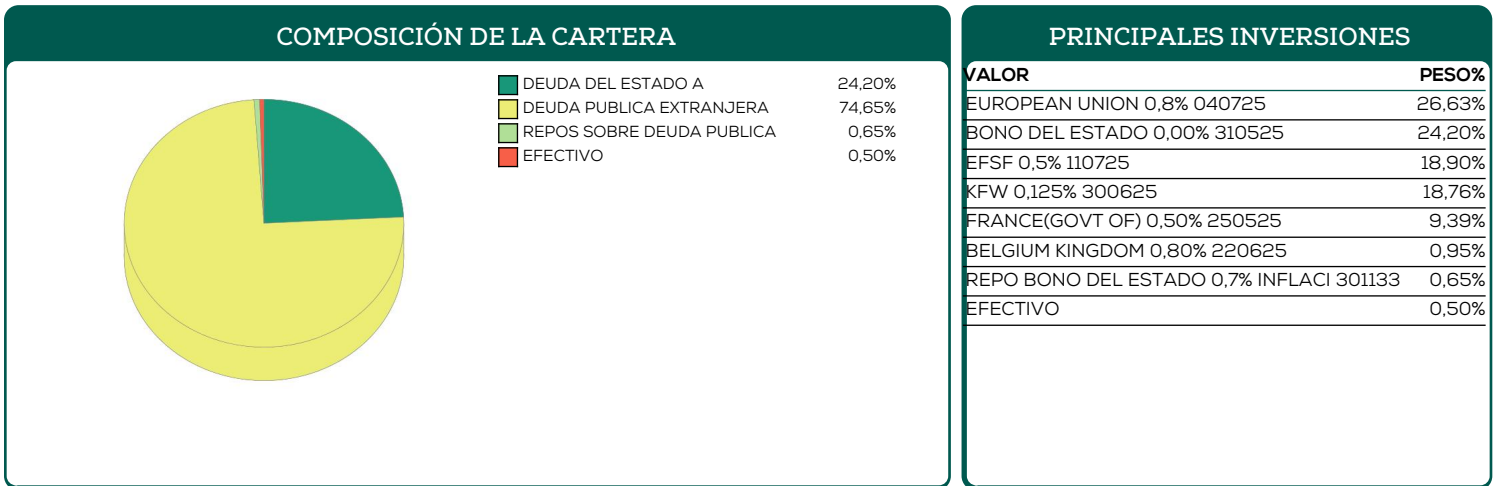 COMPOSICIÓN DE LA CARTERA
DEUDA DEL ESTADO A 24,20%
DEUDA PUBLICA EXTRANJERA 74,65%
REPOS SOBRE DEUDA PUBLICA 0,65%
EFECTIVO 0,50%
PRINCIPALES INVERSIONES
VALOR PESO%
EUROPEAN UNION 0,8% 040725 26,63%
BONO DEL ESTADO 0,00% 310525 24,20%
EFSF 0,5% 110725 18,90%
KFW 0,125% 300625 18,76%
FRANCE(GOVT OF) 0,50% 250525 9,39%
BELGIUM KINGDOM 0,80% 220625 0,95%
REPO BONO DEL ESTADO 0,7% INFLACI 301133 0,65%
EFECTIVO 0,50%